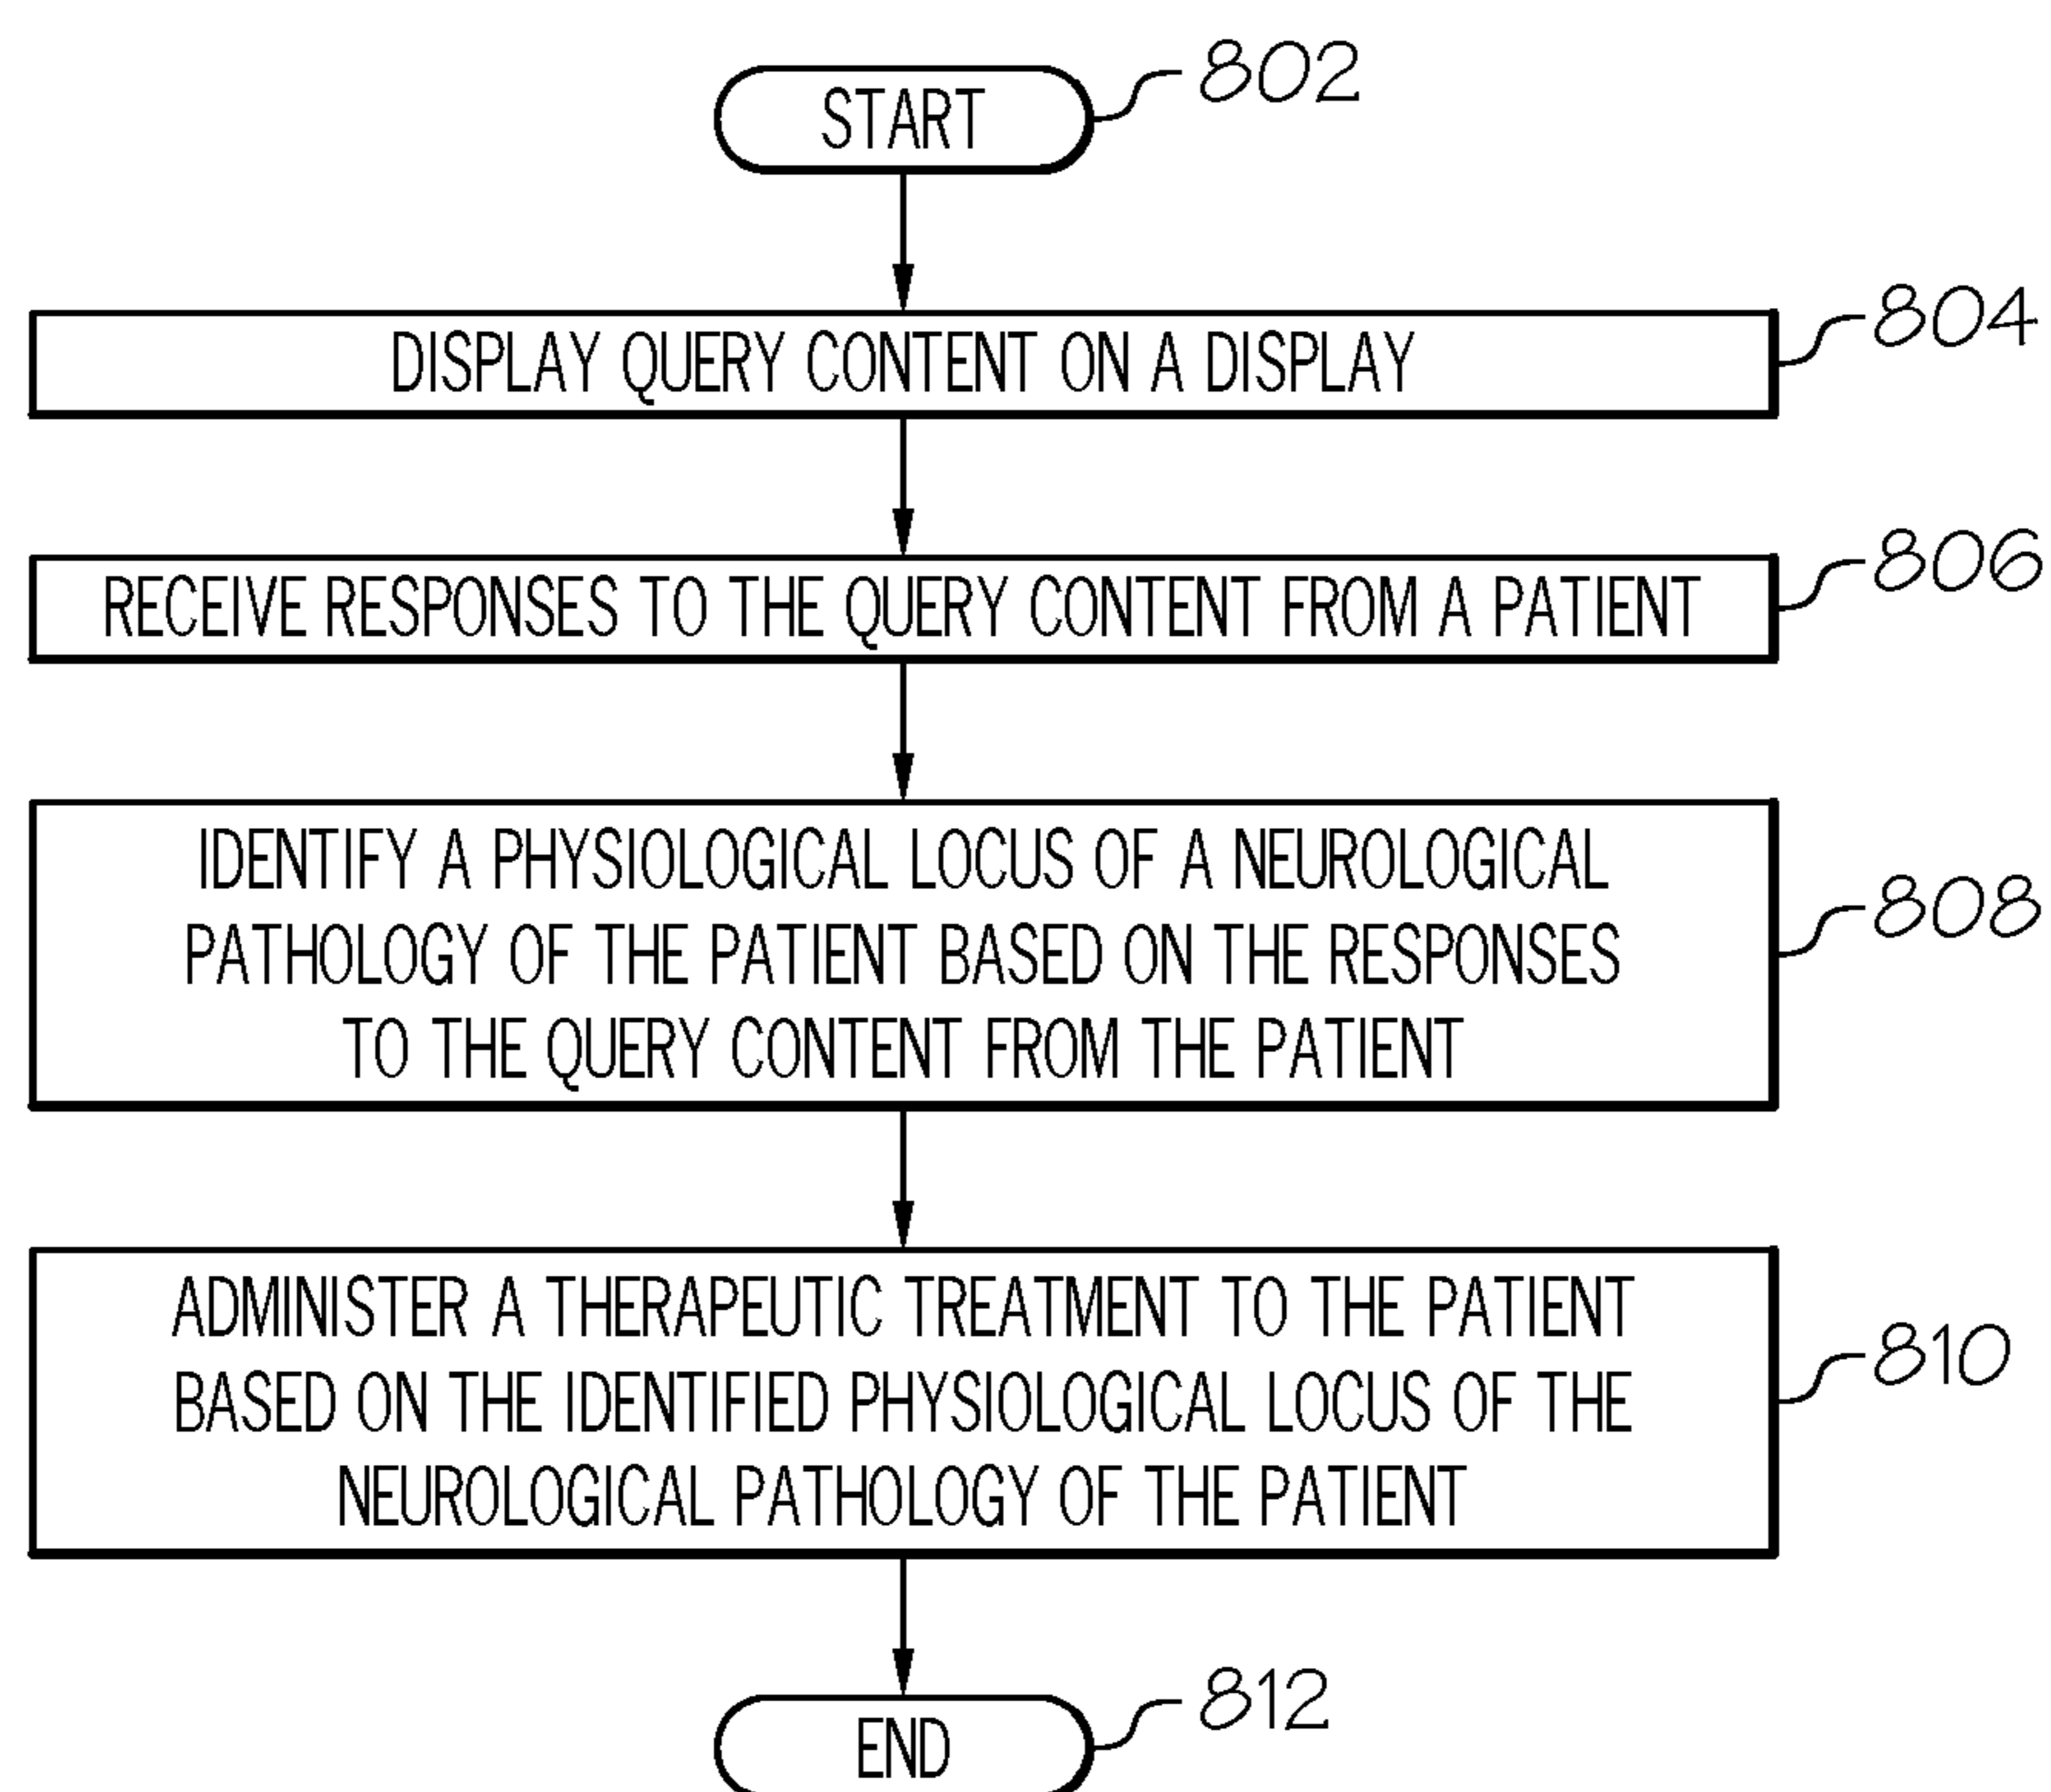 START
802
DISPLAY QUERY CONTENT ON A DISPLAY
804
RECEIVE RESPONSES TO THE QUERY CONTENT FROM A PATIENT
806
IDENTIFY A PHYSIOLOGICAL LOCUS OF A NEUROLOGICAL
PATHOLOGY OF THE PATIENT BASED ON THE RESPONSES
TO THE QUERY CONTENT FROM THE PATIENT
808
ADMINISTER A THERAPEUTIC TREATMENT TO THE PATIENT
BASED ON THE IDENTIFIED PHYSIOLOGICAL LOCUS OF THE
NEUROLOGICAL PATHOLOGY OF THE PATIENT
810
END
812